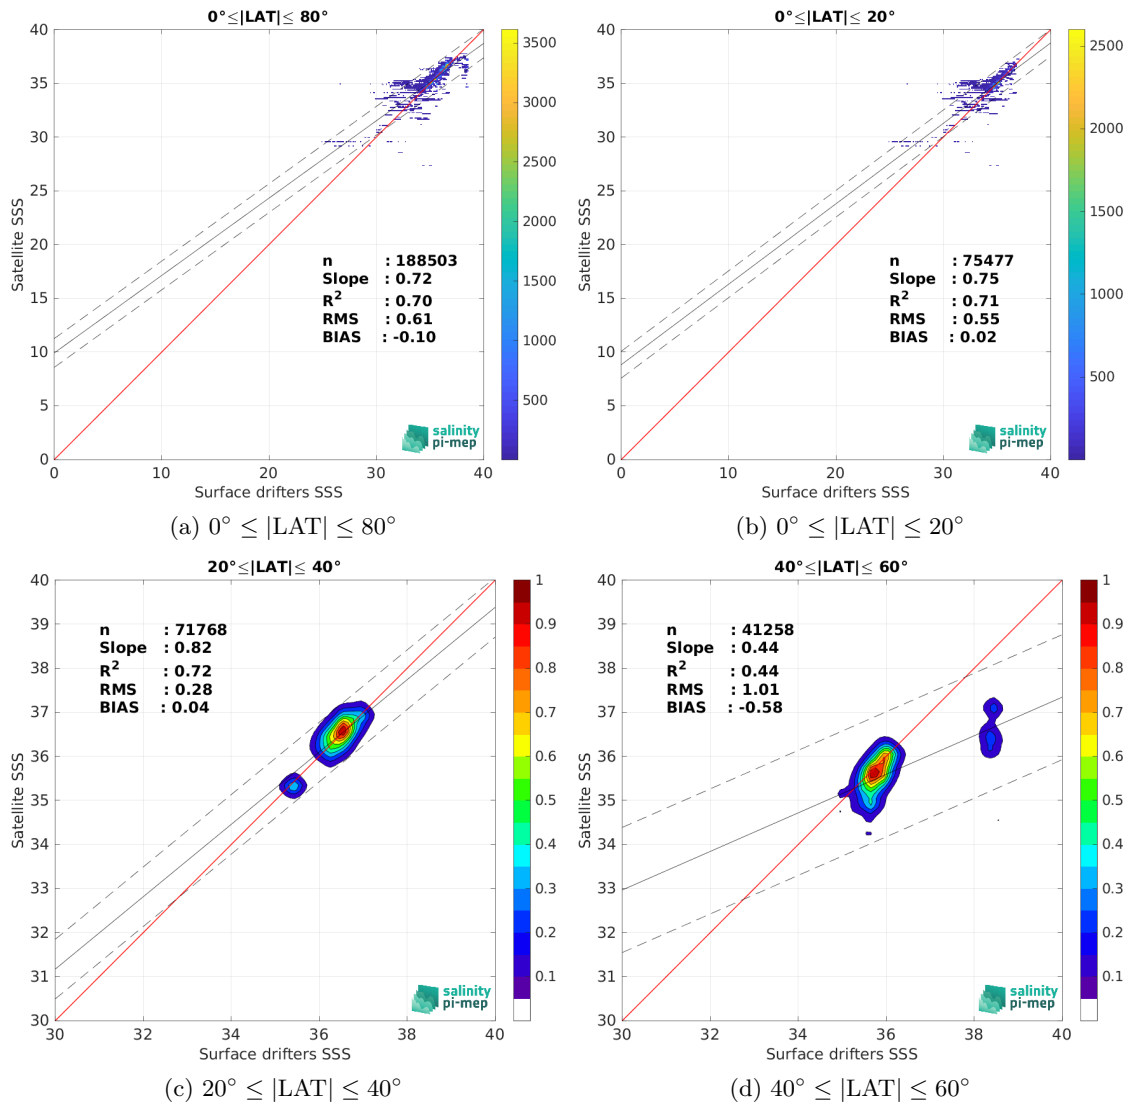 0°≤|LAT|≤ 80°
40
35
30
25
20
15
10
5
0
0
10
20
30
40
Satellite SSS
Surface drifters SSS
n : 188503
Slope : 0.72
R² : 0.70
RMS : 0.61
BIAS : -0.10
salinity
pi-mep
3500
3000
2500
2000
1500
1000
500
(a) 0° ≤ |LAT| ≤ 80°
0°≤|LAT|≤ 20°
40
35
30
25
20
15
10
5
0
0
10
20
30
40
Satellite SSS
Surface drifters SSS
n : 75477
Slope : 0.75
R² : 0.71
RMS : 0.55
BIAS : 0.02
salinity
pi-mep
2500
2000
1500
1000
500
(b) 0° ≤ |LAT| ≤ 20°
20°≤|LAT|≤ 40°
40
39
38
37
36
35
34
33
32
31
30
30
32
34
36
38
40
Satellite SSS
Surface drifters SSS
n : 71768
Slope : 0.82
R² : 0.72
RMS : 0.28
BIAS : 0.04
salinity
pi-mep
1
0.9
0.8
0.7
0.6
0.5
0.4
0.3
0.2
0.1
(c) 20° ≤ |LAT| ≤ 40°
40°≤|LAT|≤ 60°
40
39
38
37
36
35
34
33
32
31
30
30
32
34
36
38
40
Satellite SSS
Surface drifters SSS
n : 41258
Slope : 0.44
R² : 0.44
RMS : 1.01
BIAS : -0.58
salinity
pi-mep
1
0.9
0.8
0.7
0.6
0.5
0.4
0.3
0.2
0.1
(d) 40° ≤ |LAT| ≤ 60°